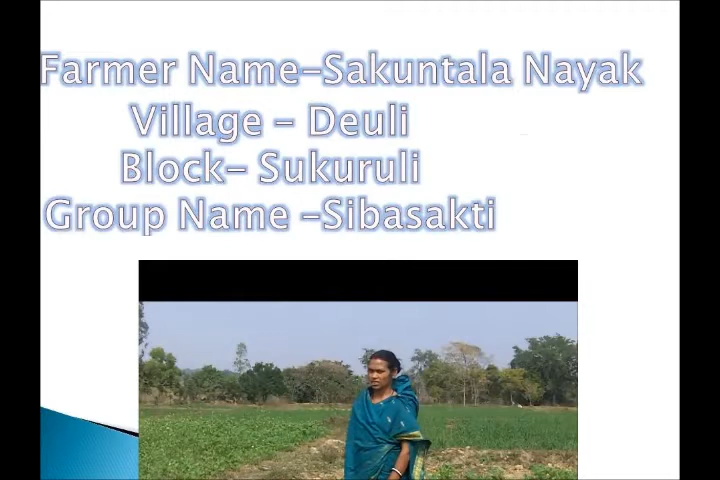 Farmer Name-Sakuntala Nayak
Village - Deuli
Block- Sukuruli
Group Name -Sibasakti